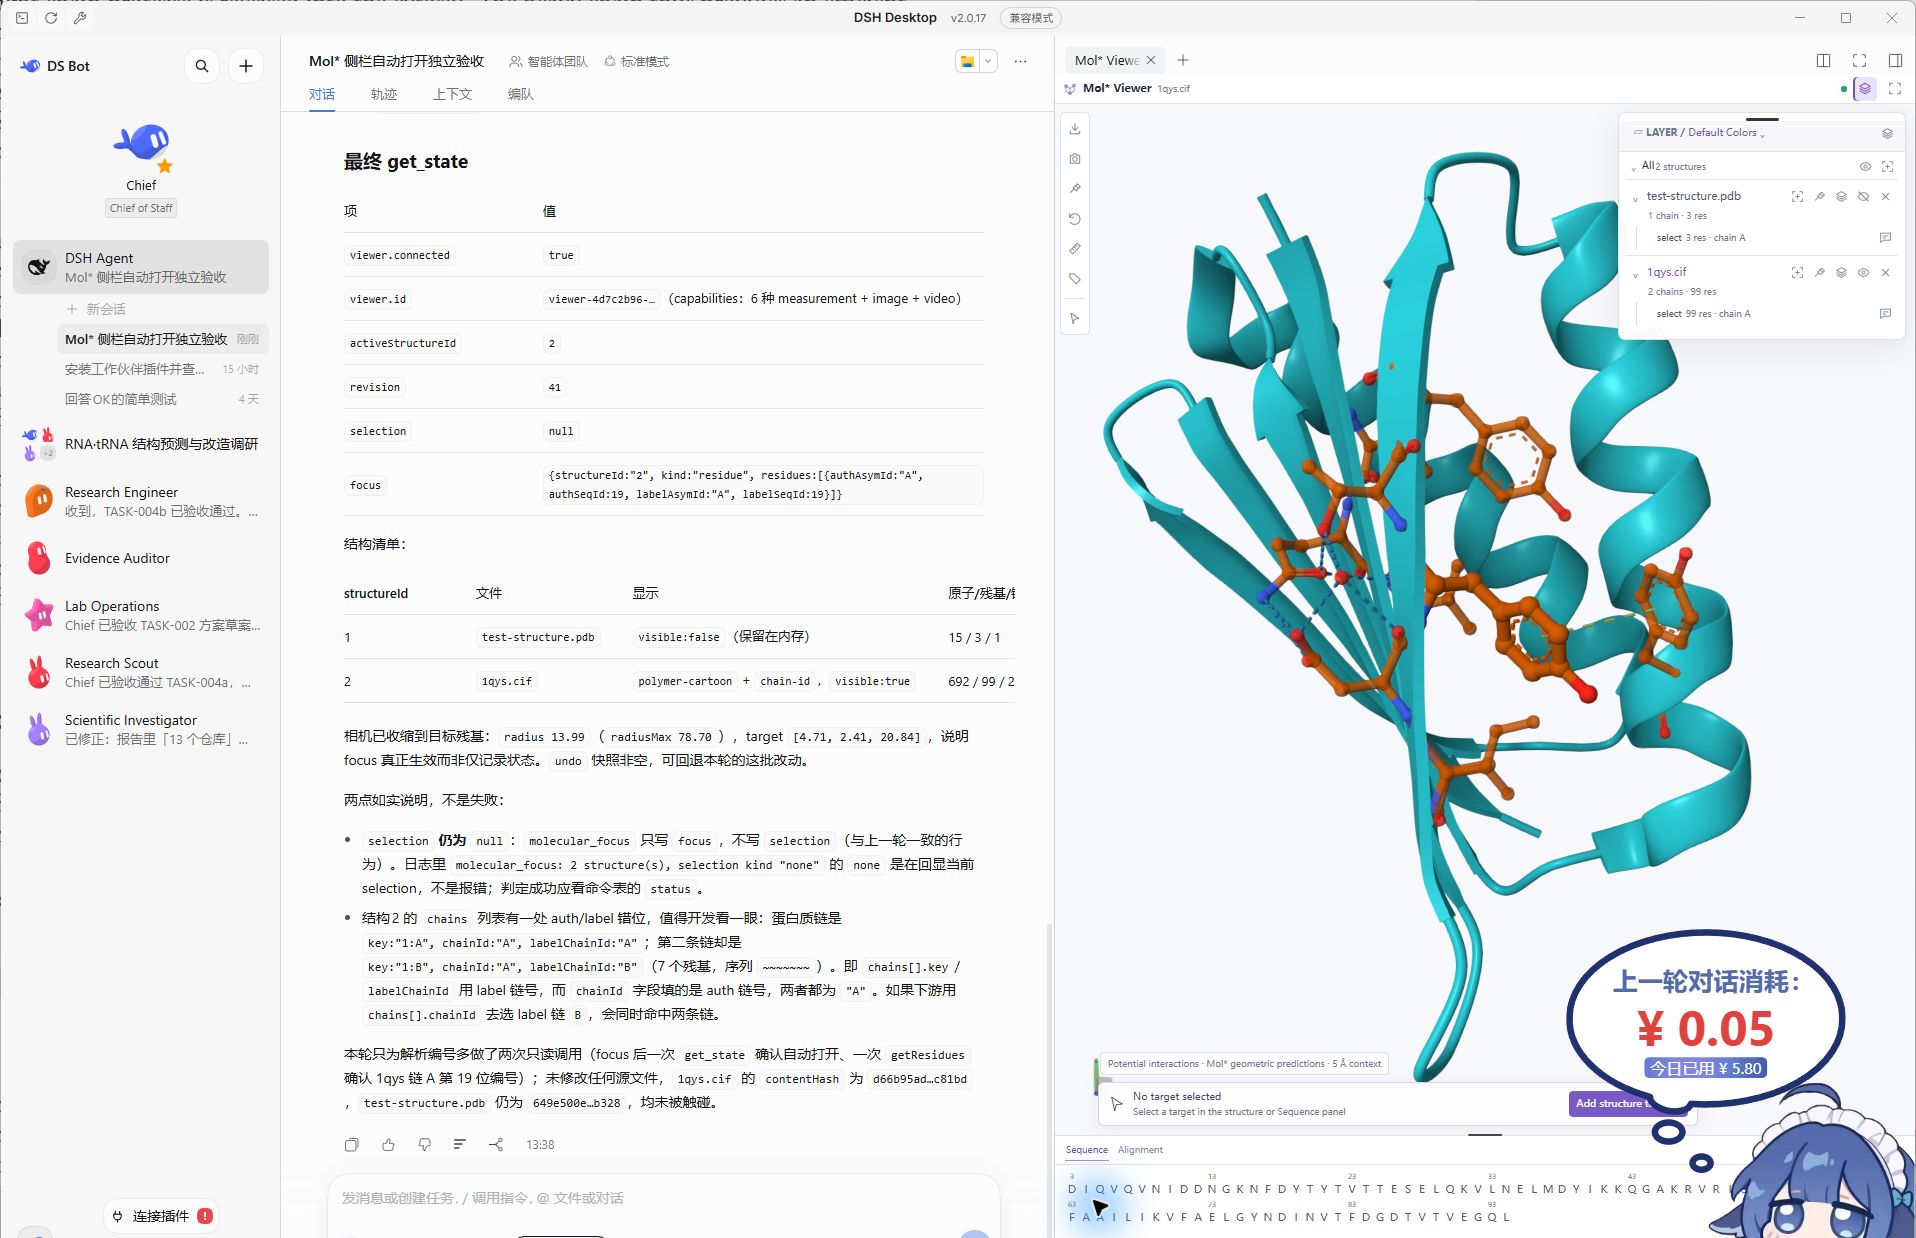 DSH Desktop v2.0.17 兼容模式
DS Bot
Chief
Chief of Staff
DSH Agent
Mol* 侧栏自动打开独立验收
新会话
Mol* 侧栏自动打开独立验收 刚刚
安装工作伙伴插件并查... 15 小时
回答OK的简单测试 4 天
+2
RNA·tRNA 结构预测与改造调研
Research Engineer
收到，TASK-004b 已验收通过。...
Evidence Auditor
Lab Operations
Chief 已验收 TASK-002 方案草案...
Research Scout
Chief 已验收通过 TASK-004a，...
Scientific Investigator
已修正：报告里「13 个仓库」...
连接插件
Mol* 侧栏自动打开独立验收 智能体团队 标准模式
对话 轨迹 上下文 编队
最终 get_state
项 值
viewer.connected true
viewer.id viewer-4d7c2b96-… （capabilities：6 种 measurement + image + video）
activeStructureId 2
revision 41
selection null
focus {structureId:"2", kind:"residue", residues:[{authAsymId:"A",
authSeqId:19, labelAsymId:"A", labelSeqId:19}]}
结构清单：
structureId 文件 显示 原子/残基/
1 test-structure.pdb visible:false （保留在内存） 15 / 3 / 1
2 1qys.cif polymer-cartoon + chain-id , visible:true 692 / 99 / 2
相机已收缩到目标残基： radius 13.99 （ radiusMax 78.70 ），target [4.71, 2.41, 20.84] ，说明
focus 真正生效而非仅记录状态。 undo 快照非空，可回退本轮的这批改动。
两点如实说明，不是失败：
selection 仍为 null ： molecular_focus 只写 focus ，不写 selection （与上一轮一致的行
为）。日志里 molecular_focus: 2 structure(s), selection kind "none" 的 none 是在回显当前
selection，不是报错；判定成功应看命令表的 status 。
结构 2 的 chains 列表有一处 auth/label 错位，值得开发看一眼：蛋白质链是
key:"1:A", chainId:"A", labelChainId:"A" ；第二条链却是
key:"1:B", chainId:"A", labelChainId:"B" （7 个残基，序列 ~~~~~~~ ）。即 chains[].key /
labelChainId 用 label 链号，而 chainId 字段填的是 auth 链号，两者都为 "A" 。如果下游用
chains[].chainId 去选 label 链 B ，会同时命中两条链。
本轮只为解析编号多做了两次只读调用（focus 后一次 get_state 确认自动打开、一次 getResidues
确认 1qys 链 A 第 19 位编号）；未修改任何源文件， 1qys.cif 的 contentHash 为 d66b95ad…c81bd
， test-structure.pdb 仍为 649e500e…b328 ，均未被触碰。
13:38
发消息或创建任务，/ 调用指令，@ 文件或对话
Mol* Viewe
Mol* Viewer 1qys.cif
LAYER / Default Colors
All 2 structures
test-structure.pdb
1 chain · 3 res
select 3 res · chain A
1qys.cif
2 chains · 99 res
select 99 res · chain A
Potential interactions · Mol* geometric predictions · 5 Å context
No target selected
Select a target in the structure or Sequence panel
Add structure
上一轮对话消耗：
¥ 0.05
今日已用 ¥ 5.80
Sequence Alignment
3 13 23 33 43
D I Q V Q V N I D D N G K N F D Y T Y T V T T E S E L Q K V L N E L M D Y I K K Q G A K R V R
63 73 83 93
F A A I L I K V F A E L G Y N D I N V T F D G D T V T V E G Q L